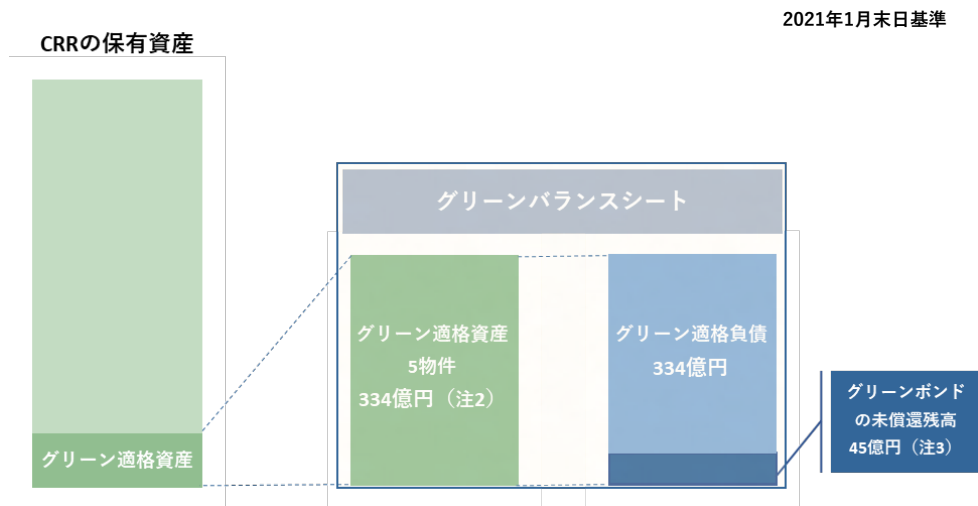 2021年1月末日基準
CRRの保有資産
グリーンバランスシート
グリーン適格資産
5物件
334億円（注2）
グリーン適格負債
334億円
グリーンボンド
の未償還残高
45億円（注3）
グリーン適格資産